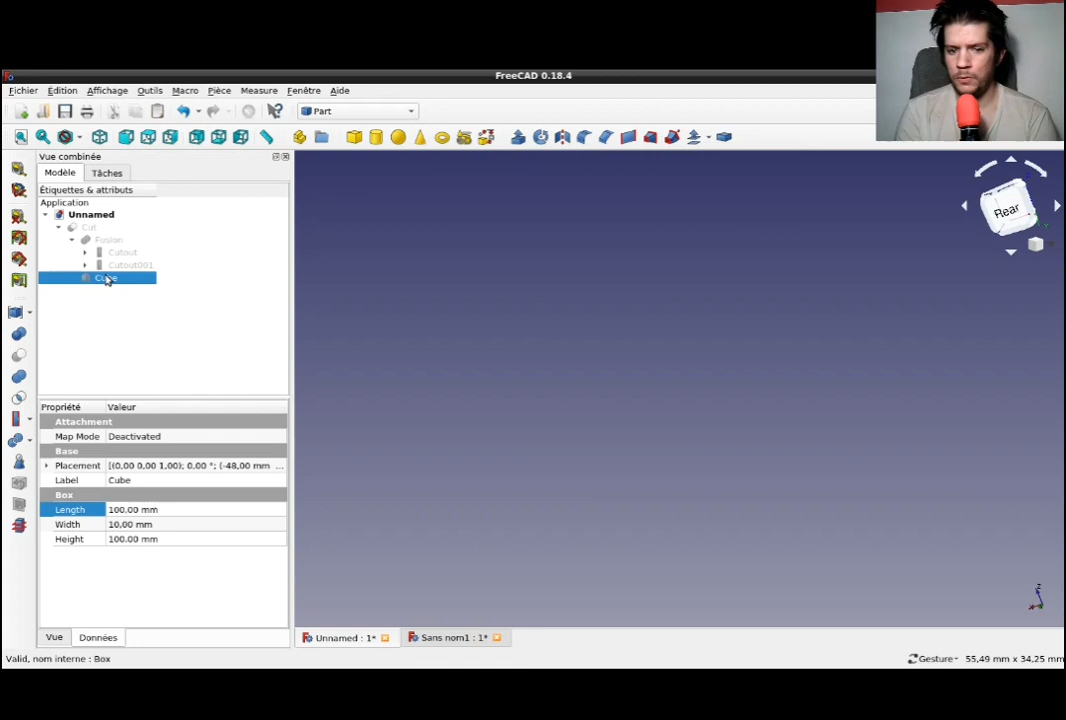 FreeCAD 0.18.4
Fichier Édition Affichage Outils Macro Pièce Measure Fenêtre Aide
Part
Vue combinée
Modèle Tâches
Étiquettes & attributs
Application
Unnamed
Cut
Fusion
Cutout
Cutout001
Cube
Rear
Propriété Valeur
Attachment
Map Mode Deactivated
Base
Placement [(0,00 0,00 1,00); 0,00 °; (-48,00 mm ...
Label Cube
Box
Length 100,00 mm
Width 10,00 mm
Height 100,00 mm
Z
Vue Données
Unnamed : 1* Sans nom1 : 1*
Valid, nom interne : Box
Gesture 55,49 mm x 34,25 mm